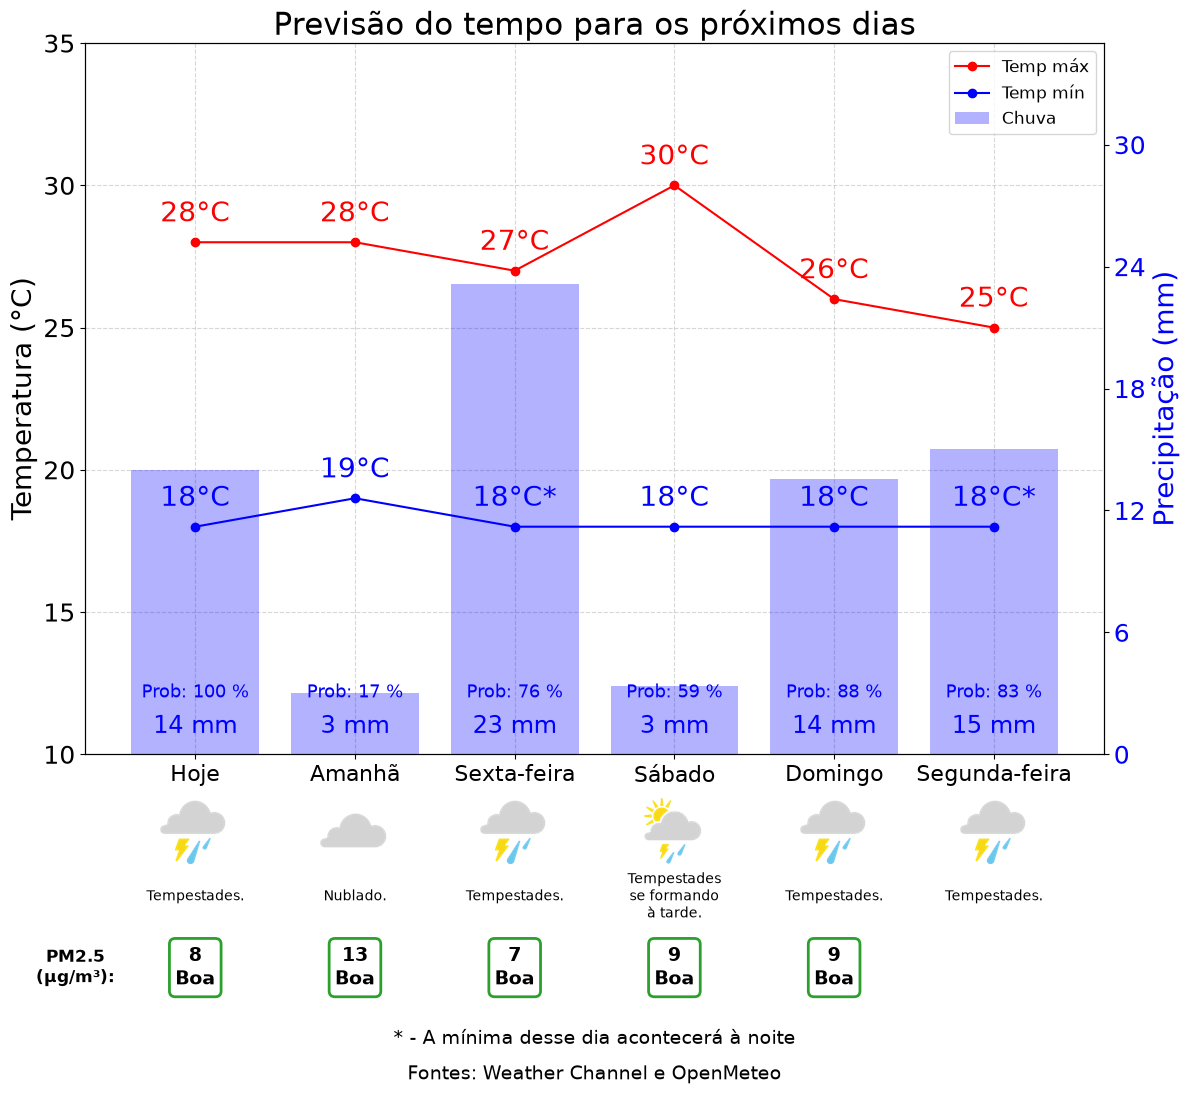 Previsão do tempo para os próximos dias
Temp máx
Temp mín
Chuva
Temperatura (°C)
35
30
25
20
15
10
Precipitação (mm)
30
24
18
12
6
0
28°C
28°C
27°C
30°C
26°C
25°C
18°C
19°C
18°C*
18°C
18°C
18°C*
Prob: 100 %
Prob: 17 %
Prob: 76 %
Prob: 59 %
Prob: 88 %
Prob: 83 %
14 mm
3 mm
23 mm
3 mm
14 mm
15 mm
Hoje
Amanhã
Sexta-feira
Sábado
Domingo
Segunda-feira
Tempestades.
Nublado.
Tempestades.
Tempestades
se formando
à tarde.
Tempestades.
Tempestades.
PM2.5
(μg/m³):
8
Boa
13
Boa
7
Boa
9
Boa
9
Boa
* - A mínima desse dia acontecerá à noite
Fontes: Weather Channel e OpenMeteo